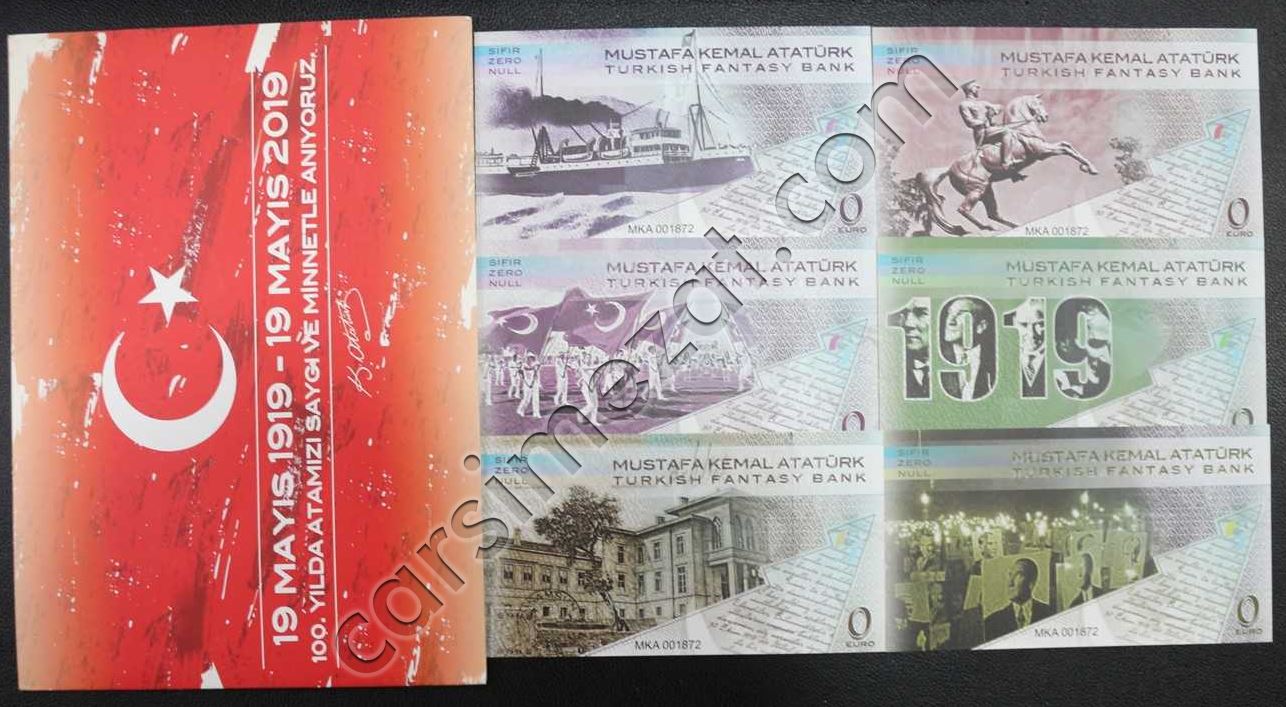 19 MAYIS 1919 - 19 MAYIS 2019
100. YILDA ATAMIZI SAYGI VE MİNNETLE ANIYORUZ.
K. Atatürk
SIFIR
ZERO
NULL
MUSTAFA KEMAL ATATÜRK
TURKISH FANTASY BANK
MKA 001872
0
EURO
SIFIR
ZERO
NULL
MUSTAFA KEMAL ATATÜRK
TURKISH FANTASY BANK
MKA 001872
0
EURO
SIFIR
ZERO
NULL
MUSTAFA KEMAL ATATÜRK
TURKISH FANTASY BANK
0
SIFIR
ZERO
NULL
MUSTAFA KEMAL ATATÜRK
TURKISH FANTASY BANK
1919
0
SIFIR
ZERO
NULL
MUSTAFA KEMAL ATATÜRK
TURKISH FANTASY BANK
MKA 001872
0
EURO
SIFIR
ZERO
NULL
MUSTAFA KEMAL ATATÜRK
TURKISH FANTASY BANK
MKA 001872
0
EURO
carsimezat.com